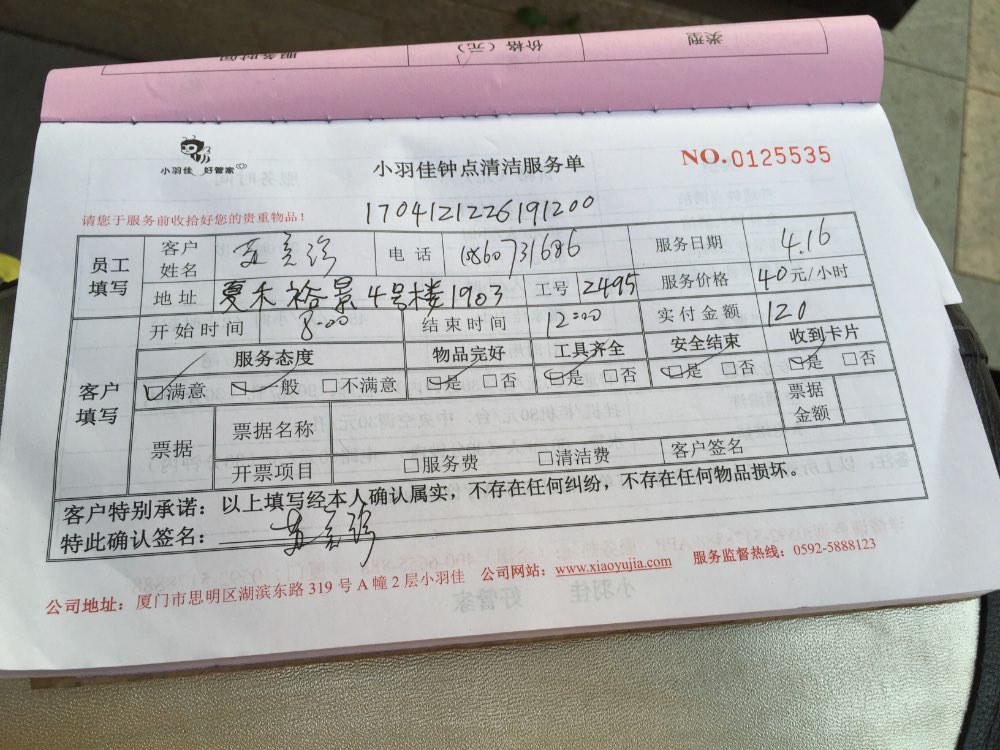 类型 价格（元） 服务时间
小羽佳 好管家
小羽佳钟点清洁服务单
NO.0125535
请您于服务前收拾好您的贵重物品！
1704121226191200
员工填写 客户姓名 电话 18607731686 服务日期 4.16
地址 夏禾裕景4号楼1903 工号 2495 服务价格 40元/小时
客户填写 开始时间 8:00 结束时间 12:00 实付金额 120
服务态度 物品完好 工具齐全 安全结束 收到卡片
☑满意 ☑一般 □不满意 ☑是 □否 ☑是 □否 ☑是 □否 ☑是 □否
票据 票据名称 票据金额
开票项目 □服务费 □清洁费 客户签名
客户特别承诺：以上填写经本人确认属实，不存在任何纠纷，不存在任何物品损坏。
特此确认签名：
公司地址：厦门市思明区湖滨东路319号A幢2层小羽佳 公司网站：www.xiaoyujia.com 服务监督热线：0592-5888123